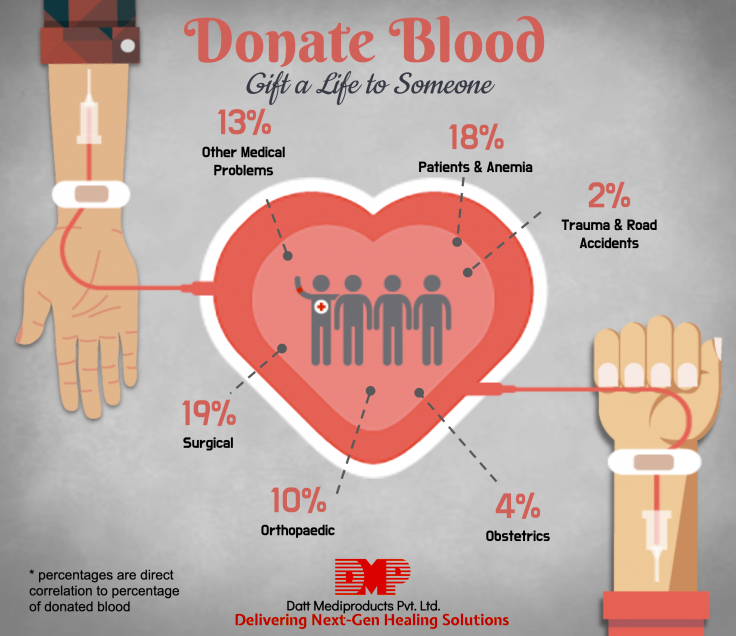 Donate Blood
Gift a Life to Someone
13%
Other Medical
Problems
18%
Patients & Anemia
2%
Trauma & Road
Accidents
19%
Surgical
10%
Orthopaedic
4%
Obstetrics
* percentages are direct
correlation to percentage
of donated blood
DMP
Datt Mediproducts Pvt. Ltd.
Delivering Next-Gen Healing Solutions